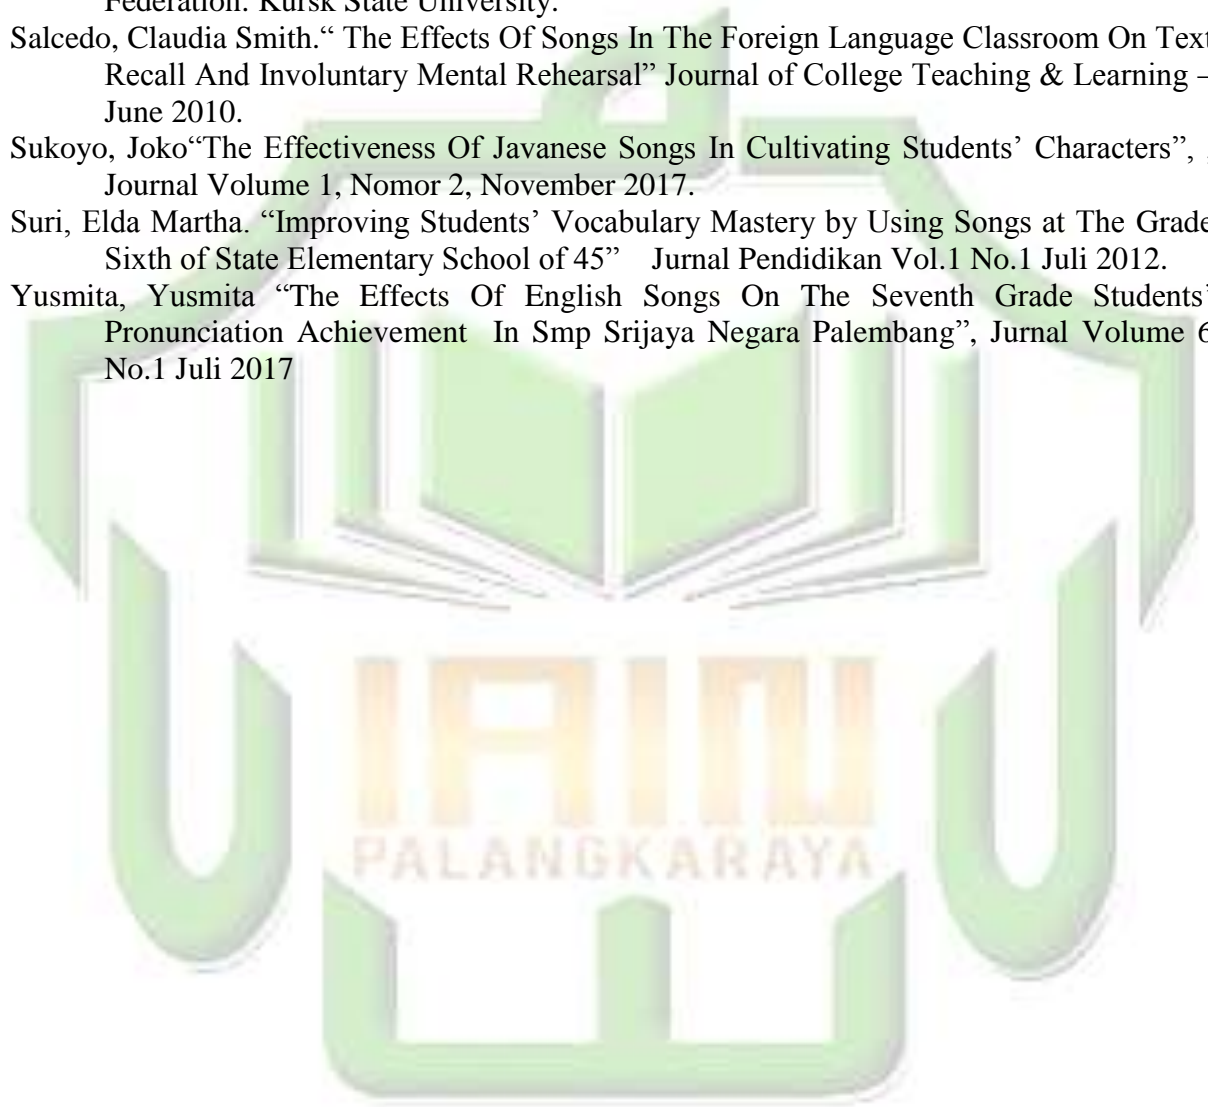 Federation: Kursk State University.
Salcedo, Claudia Smith.“ The Effects Of Songs In The Foreign Language Classroom On Text
Recall And Involuntary Mental Rehearsal” Journal of College Teaching & Learning –
June 2010.
Sukoyo, Joko“The Effectiveness Of Javanese Songs In Cultivating Students’ Characters”, ,
Journal Volume 1, Nomor 2, November 2017.
Suri, Elda Martha. “Improving Students’ Vocabulary Mastery by Using Songs at The Grade
Sixth of State Elementary School of 45” Jurnal Pendidikan Vol.1 No.1 Juli 2012.
Yusmita, Yusmita “The Effects Of English Songs On The Seventh Grade Students’
Pronunciation Achievement In Smp Srijaya Negara Palembang”, Jurnal Volume 6
No.1 Juli 2017
IAIN
PALANGKARAYA